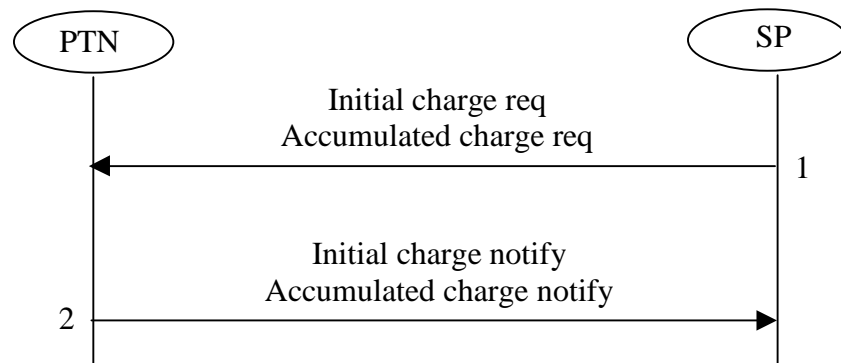 PTN
SP
Initial charge req
Accumulated charge req
1
Initial charge notify
Accumulated charge notify
2